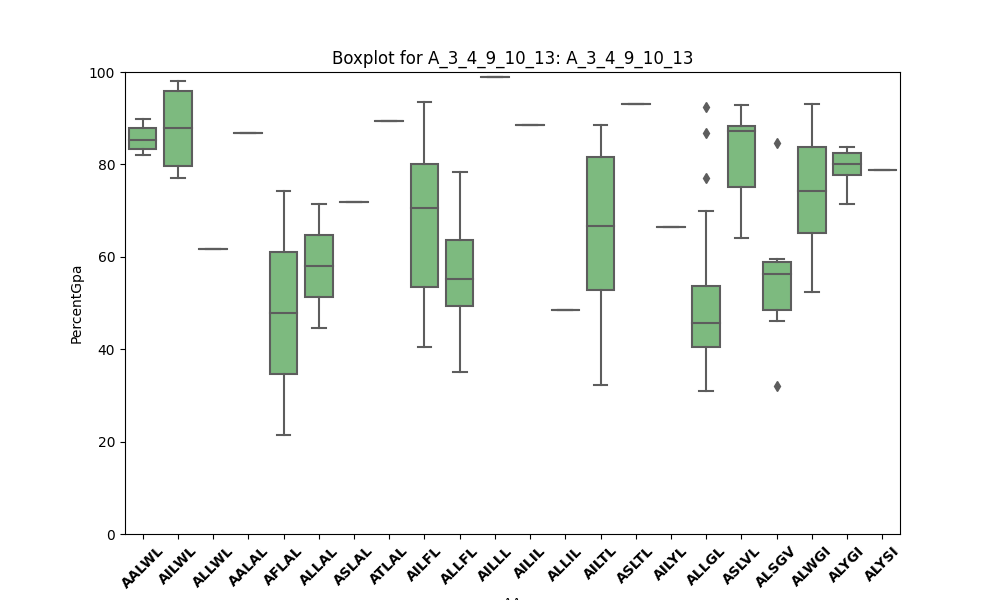 Boxplot for A_3_4_9_10_13: A_3_4_9_10_13
100
80
60
40
20
0
PercentGpa
AALWL
AILWL
ALLWL
AALAL
AFLAL
ALLAL
ASLAL
ATLAL
AILFL
ALLFL
AILLL
AILIL
ALLIL
AILTL
ASLTL
AILYL
ALLGL
ASLVL
ALSGV
ALWGI
ALYGI
ALYSI